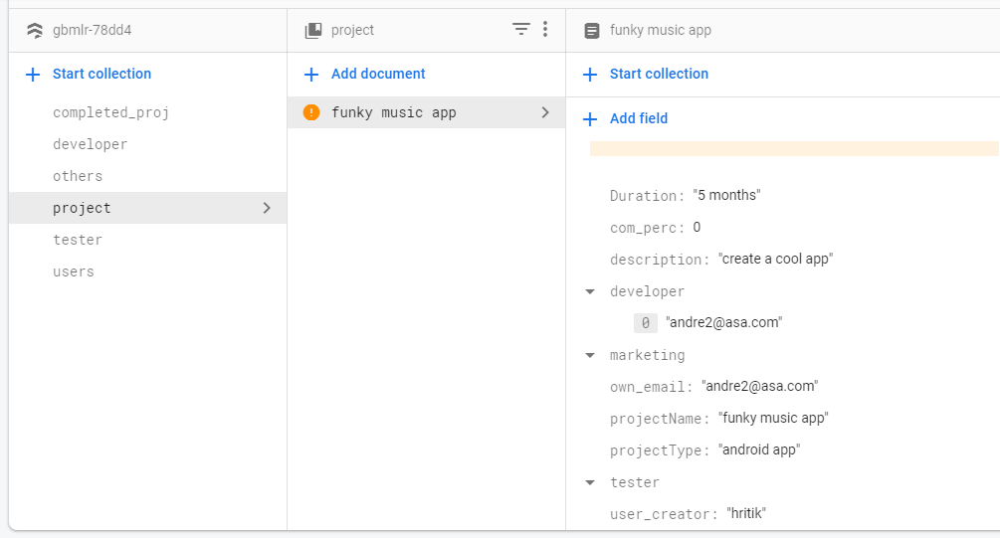 gbmlr-78dd4
Start collection
completed_proj
developer
others
project
tester
users
project
Add document
funky music app
funky music app
Start collection
Add field
Duration: "5 months"
com_perc: 0
description: "create a cool app"
developer
0 "andre2@asa.com"
marketing
own_email: "andre2@asa.com"
projectName: "funky music app"
projectType: "android app"
tester
user_creator: "hritik"